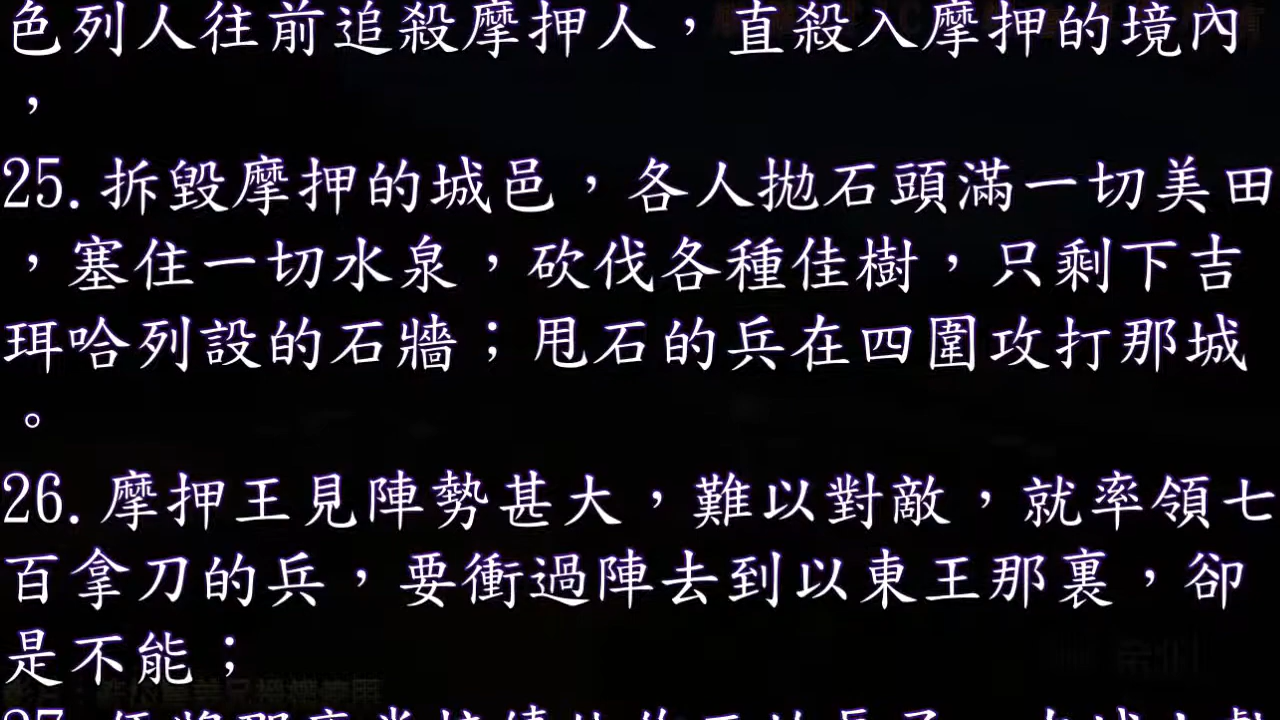 色列人往前追殺摩押人，直殺入摩押的境內
，
25.拆毀摩押的城邑，各人拋石頭滿一切美田
，塞住一切水泉，砍伐各種佳樹，只剩下吉
珥哈列設的石牆；甩石的兵在四圍攻打那城
。
26.摩押王見陣勢甚大，難以對敵，就率領七
百拿刀的兵，要衝過陣去到以東王那裏，卻
是不能；